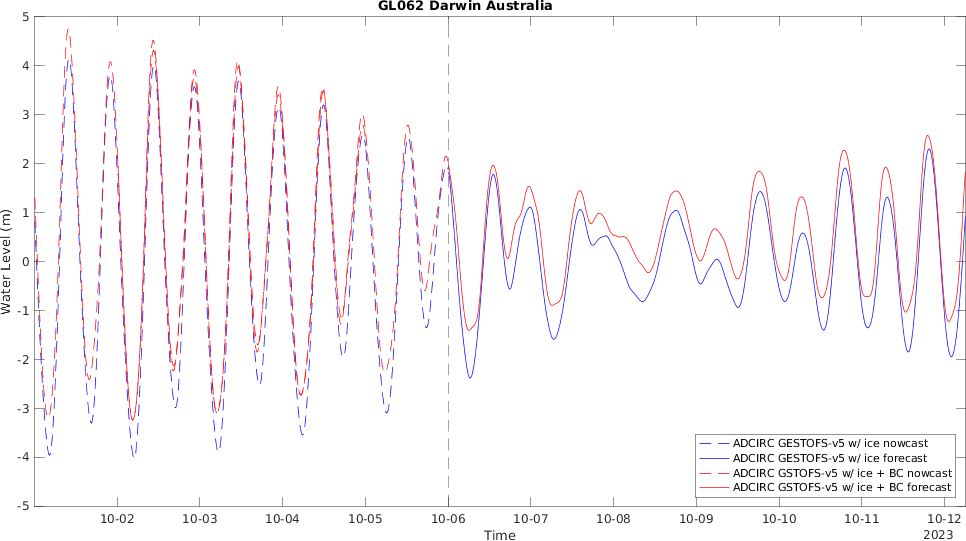 GL062 Darwin Australia
5
4
3
2
1
0
-1
-2
-3
-4
-5
Water Level (m)
ADCIRC GESTOFS-v5 w/ ice nowcast
ADCIRC GESTOFS-v5 w/ ice forecast
ADCIRC GSTOFS-v5 w/ ice + BC nowcast
ADCIRC GSTOFS-v5 w/ ice + BC forecast
10-02 10-03 10-04 10-05 10-06 10-07 10-08 10-09 10-10 10-11 10-12
2023
Time